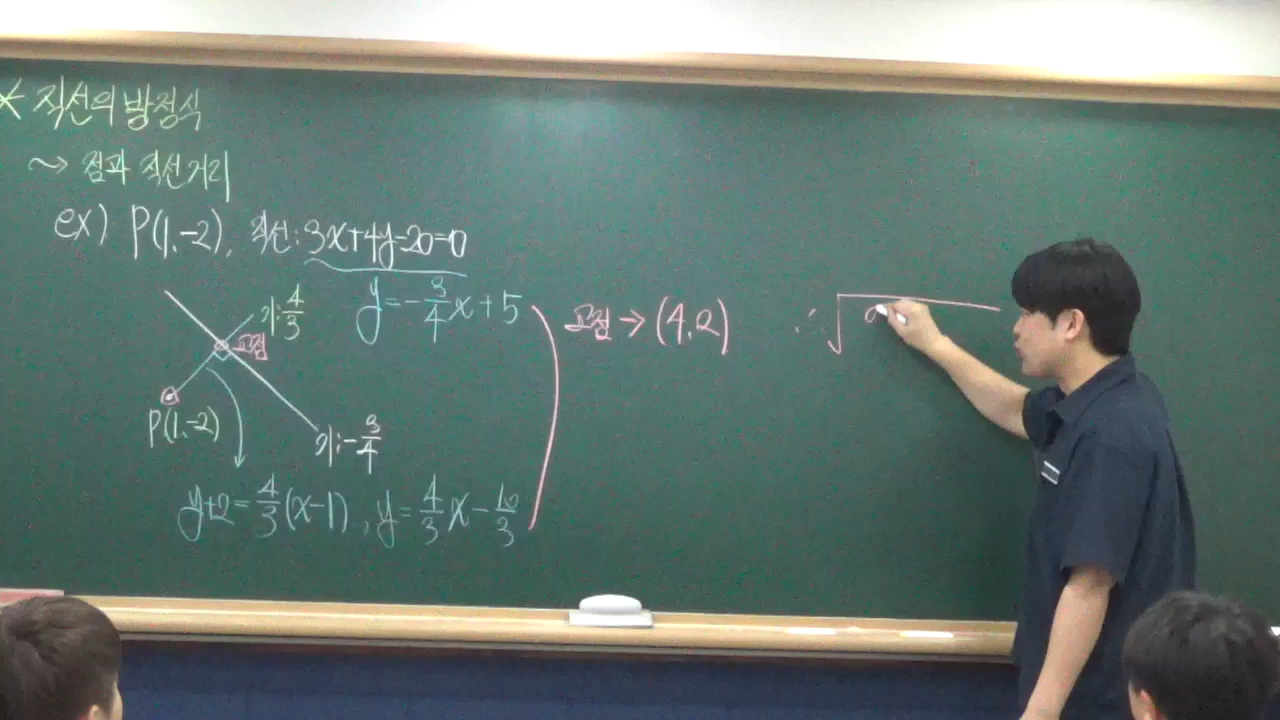 * 직선의 방정식
~> 점과 직선거리
ex) P(1,-2), 직선: 3x+4y-20=0
y=-3/4x+5
기:4/3
교점
P(1,-2)
기:-3/4
y+2=4/3(x-1), y=4/3x-10/3
교점→(4,2)
∴√